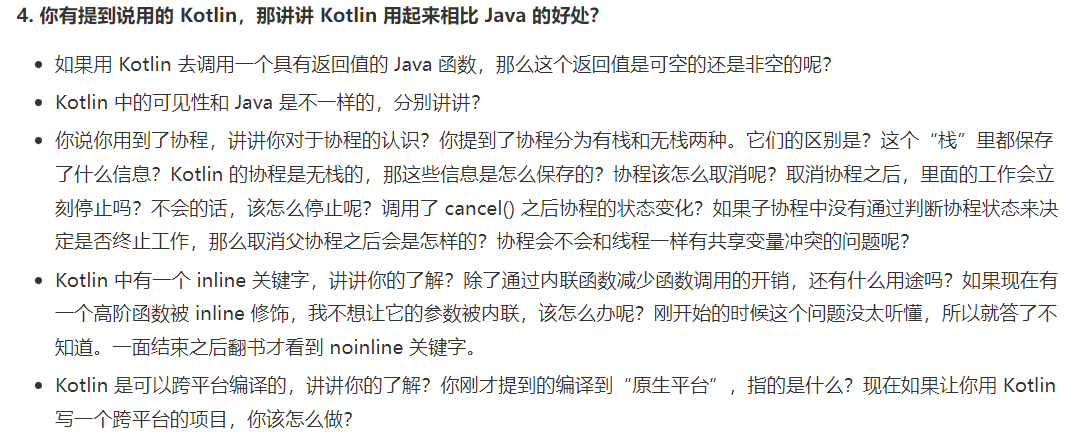 4. 你有提到说用的 Kotlin，那讲讲 Kotlin 用起来相比 Java 的好处？
• 如果用 Kotlin 去调用一个具有返回值的 Java 函数，那么这个返回值是可空的还是非空的呢？
• Kotlin 中的可见性和 Java 是不一样的，分别讲讲？
• 你说你用到了协程，讲讲你对于协程的认识？你提到了协程分为有栈和无栈两种。它们的区别是？这个“栈”里都保存
了什么信息？Kotlin 的协程是无栈的，那这些信息是怎么保存的？协程该怎么取消呢？取消协程之后，里面的工作会立
刻停止吗？不会的话，该怎么停止呢？调用了 cancel() 之后协程的状态变化？如果子协程中没有通过判断协程状态来决
定是否终止工作，那么取消父协程之后会是怎样的？协程会不会和线程一样有共享变量冲突的问题呢？
• Kotlin 中有一个 inline 关键字，讲讲你的了解？除了通过内联函数减少函数调用的开销，还有什么用途吗？如果现在有
一个高阶函数被 inline 修饰，我不想让它的参数被内联，该怎么办呢？刚开始的时候这个问题没太听懂，所以就答了不
知道。一面结束之后翻书才看到 noinline 关键字。
• Kotlin 是可以跨平台编译的，讲讲你的了解？你刚才提到的编译到“原生平台”，指的是什么？现在如果让你用 Kotlin
写一个跨平台的项目，你该怎么做？